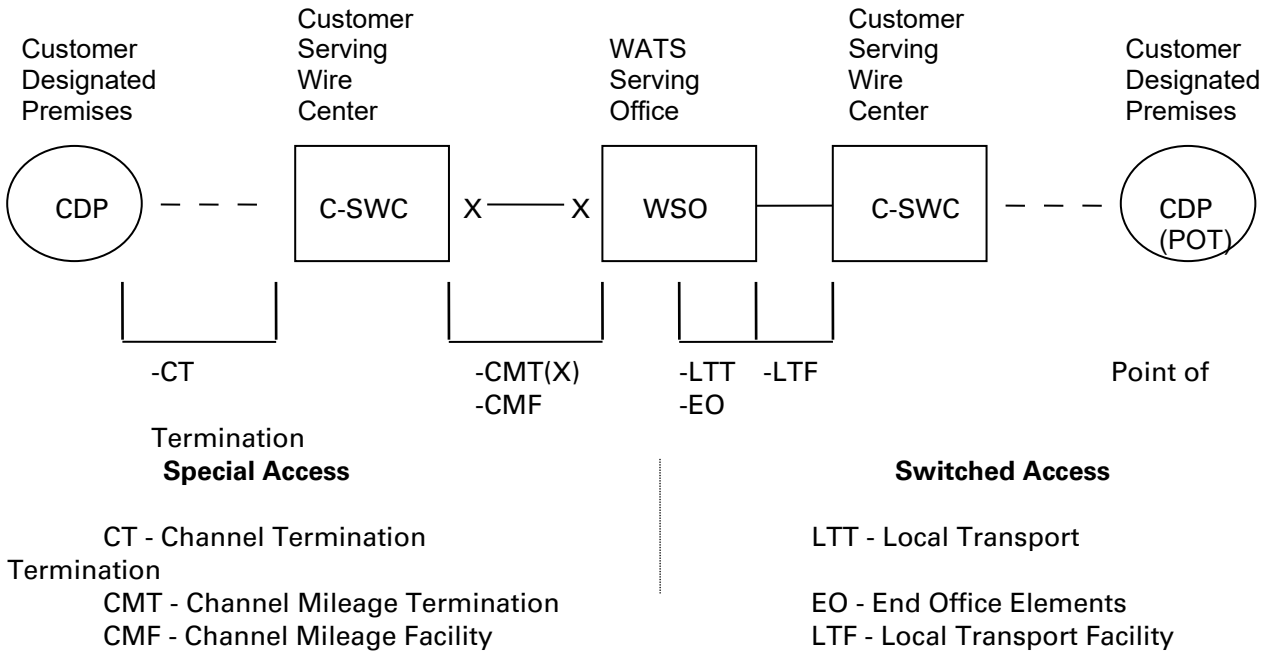 Customer Customer
Customer Serving WATS Serving Customer
Designated Wire Serving Wire Designated
Premises Center Office Center Premises
CDP C-SWC X X WSO C-SWC CDP
(POT)
-CT -CMT(X) -LTT -LTF Point of
-CMF -EO
Termination
Special Access Switched Access
CT - Channel Termination LTT - Local Transport
Termination
CMT - Channel Mileage Termination EO - End Office Elements
CMF - Channel Mileage Facility LTF - Local Transport Facility